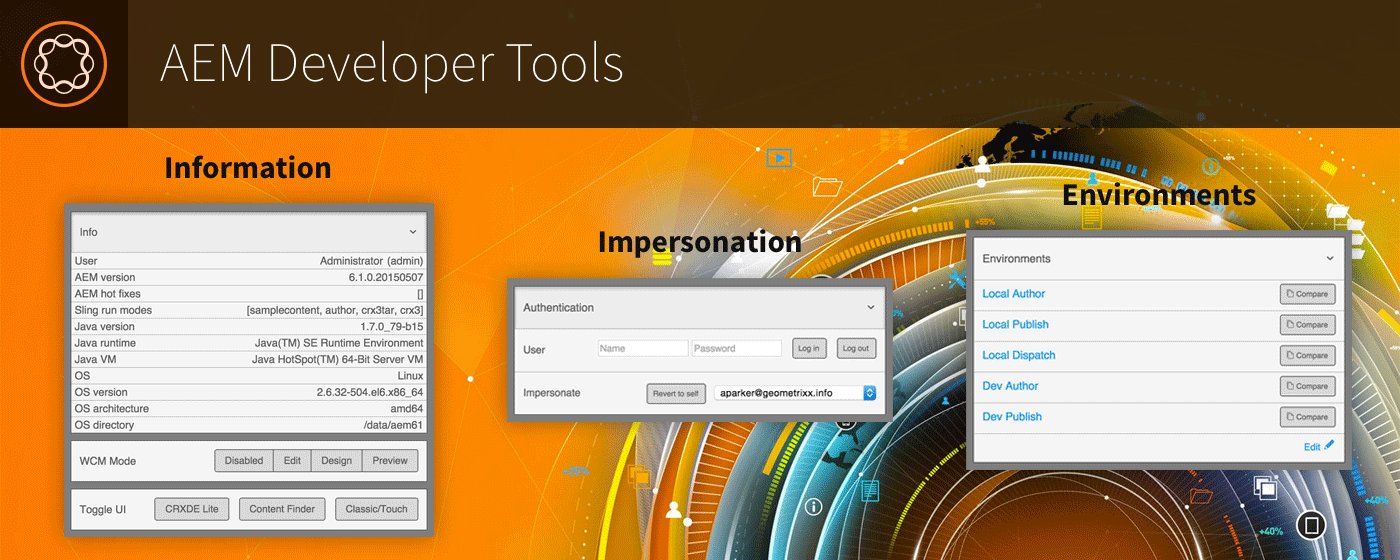 AEM Developer Tools
Information
Info
User Administrator (admin)
AEM version 6.1.0.20150507
AEM hot fixes []
Sling run modes [samplecontent, author, crx3tar, crx3]
Java version 1.7.0_79-b15
Java runtime Java(TM) SE Runtime Environment
Java VM Java HotSpot(TM) 64-Bit Server VM
OS Linux
OS version 2.6.32-504.el6.x86_64
OS architecture amd64
OS directory /data/aem61
WCM Mode Disabled Edit Design Preview
Toggle UI CRXDE Lite Content Finder Classic/Touch
Impersonation
Authentication
User Name Password Log in Log out
Impersonate Revert to self aparker@geometrixx.info
Environments
Environments
Local Author Compare
Local Publish Compare
Local Dispatch Compare
Dev Author Compare
Dev Publish Compare
Edit
+55%
+35%
+40%
+40%